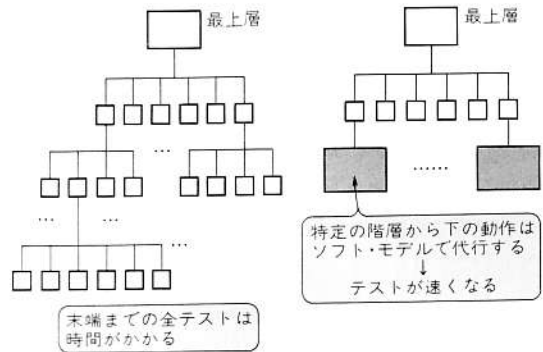 最上層
…
…
…
…
末端までの全テストは
時間がかかる
最上層
……
特定の階層から下の動作は
ソフト・モデルで代行する
↓
テストが速くなる